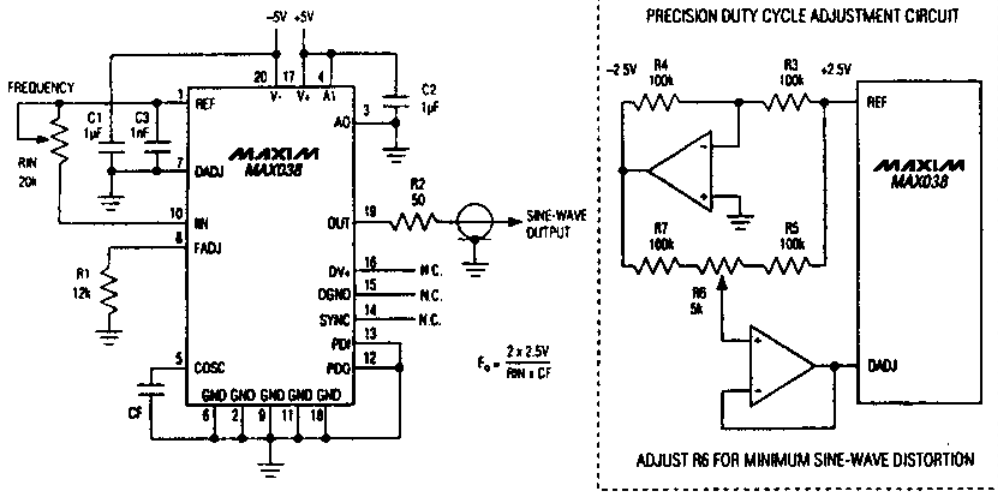 PRECISION DUTY CYCLE ADJUSTMENT CIRCUIT
-5V +5V
20 17 4
V- V+ A1
FREQUENCY
1 REF
C1
1µF
C3
1nF
C2
1µF
3 AO
MAXIM
MAX038
7 DADJ
RIN
20k
10 IIN
8 FADJ
R1
12k
OUT 19
R2
50
SINE-WAVE
OUTPUT
DV+ 16 N.C.
DGND 15 N.C.
SYNC 14 N.C.
PDI 13
PDO 12
5 COSC
CF
GND GND GND GND GND
6 2 9 11 18
Fo = 2 x 2.5V
RIN x CF
-2 5V
R4
100k
R3
100k
+2.5V
REF
MAXIM
MAX038
-
+
R7
100k
R6
5k
R5
100k
+
-
DADJ
ADJUST R6 FOR MINIMUM SINE-WAVE DISTORTION